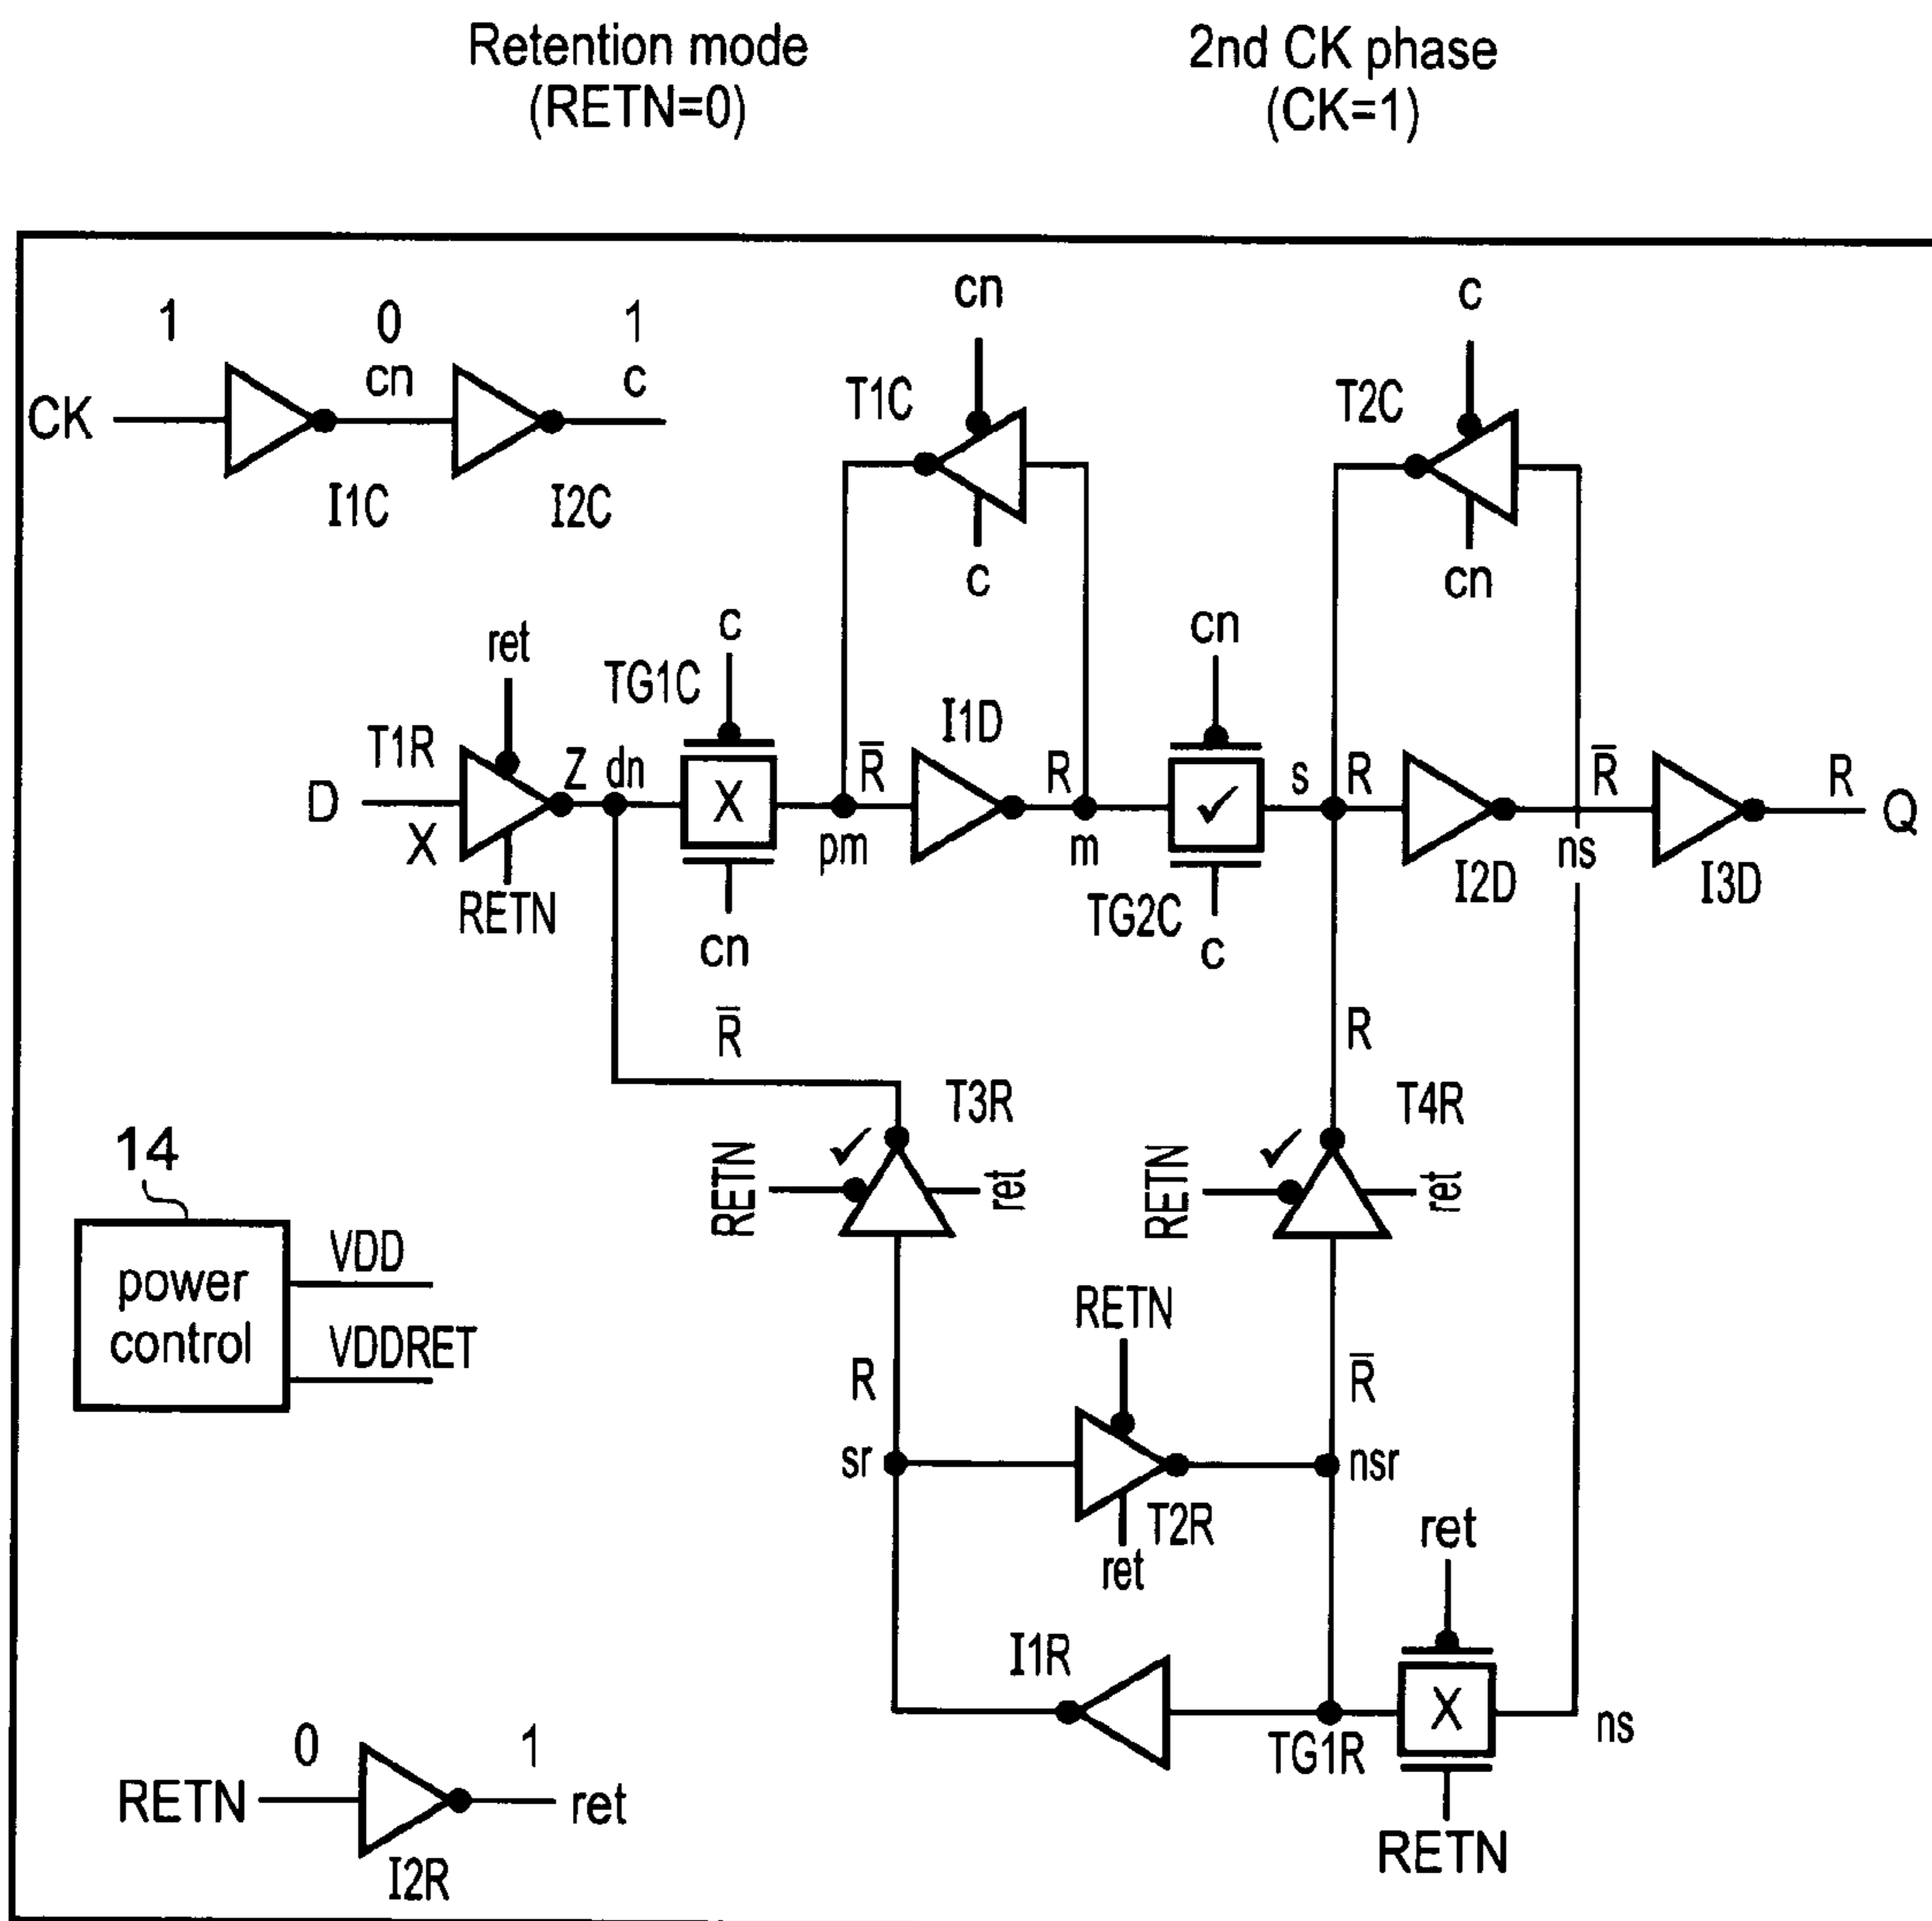 Retention mode
(RETN=0)
2nd CK phase
(CK=1)
1
0
1
cn
c
CK
cn
c
I1C
I2C
T1C
T2C
c
cn
ret
TG1C
c
cn
T1R
Z
dn
X
R̅
I1D
R
✓
s
R
R̅
R
D
X
pm
m
ns
Q
RETN
cn
TG2C
c
I2D
I3D
R̅
R
T3R
T4R
✓
✓
RETN
ret
RETN
ret
14
power
control
VDD
VDDRET
RETN
R
R̅
sr
nsr
T2R
ret
ret
I1R
X
TG1R
ns
RETN
0
1
RETN
ret
I2R